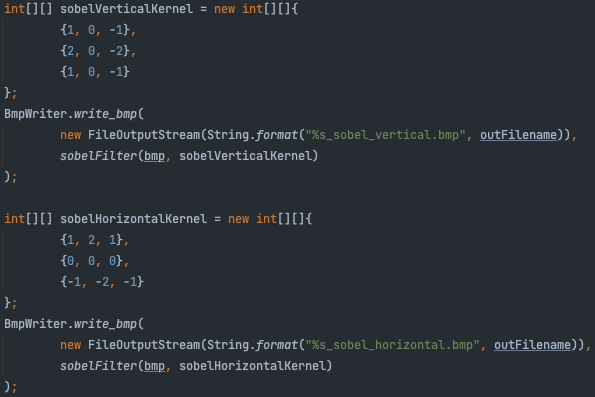 int[][] sobelVerticalKernel = new int[][]{
        {1, 0, -1},
        {2, 0, -2},
        {1, 0, -1}
};
BmpWriter.write_bmp(
        new FileOutputStream(String.format("%s_sobel_vertical.bmp", outFilename)),
        sobelFilter(bmp, sobelVerticalKernel)
);

int[][] sobelHorizontalKernel = new int[][]{
        {1, 2, 1},
        {0, 0, 0},
        {-1, -2, -1}
};
BmpWriter.write_bmp(
        new FileOutputStream(String.format("%s_sobel_horizontal.bmp", outFilename)),
        sobelFilter(bmp, sobelHorizontalKernel)
);